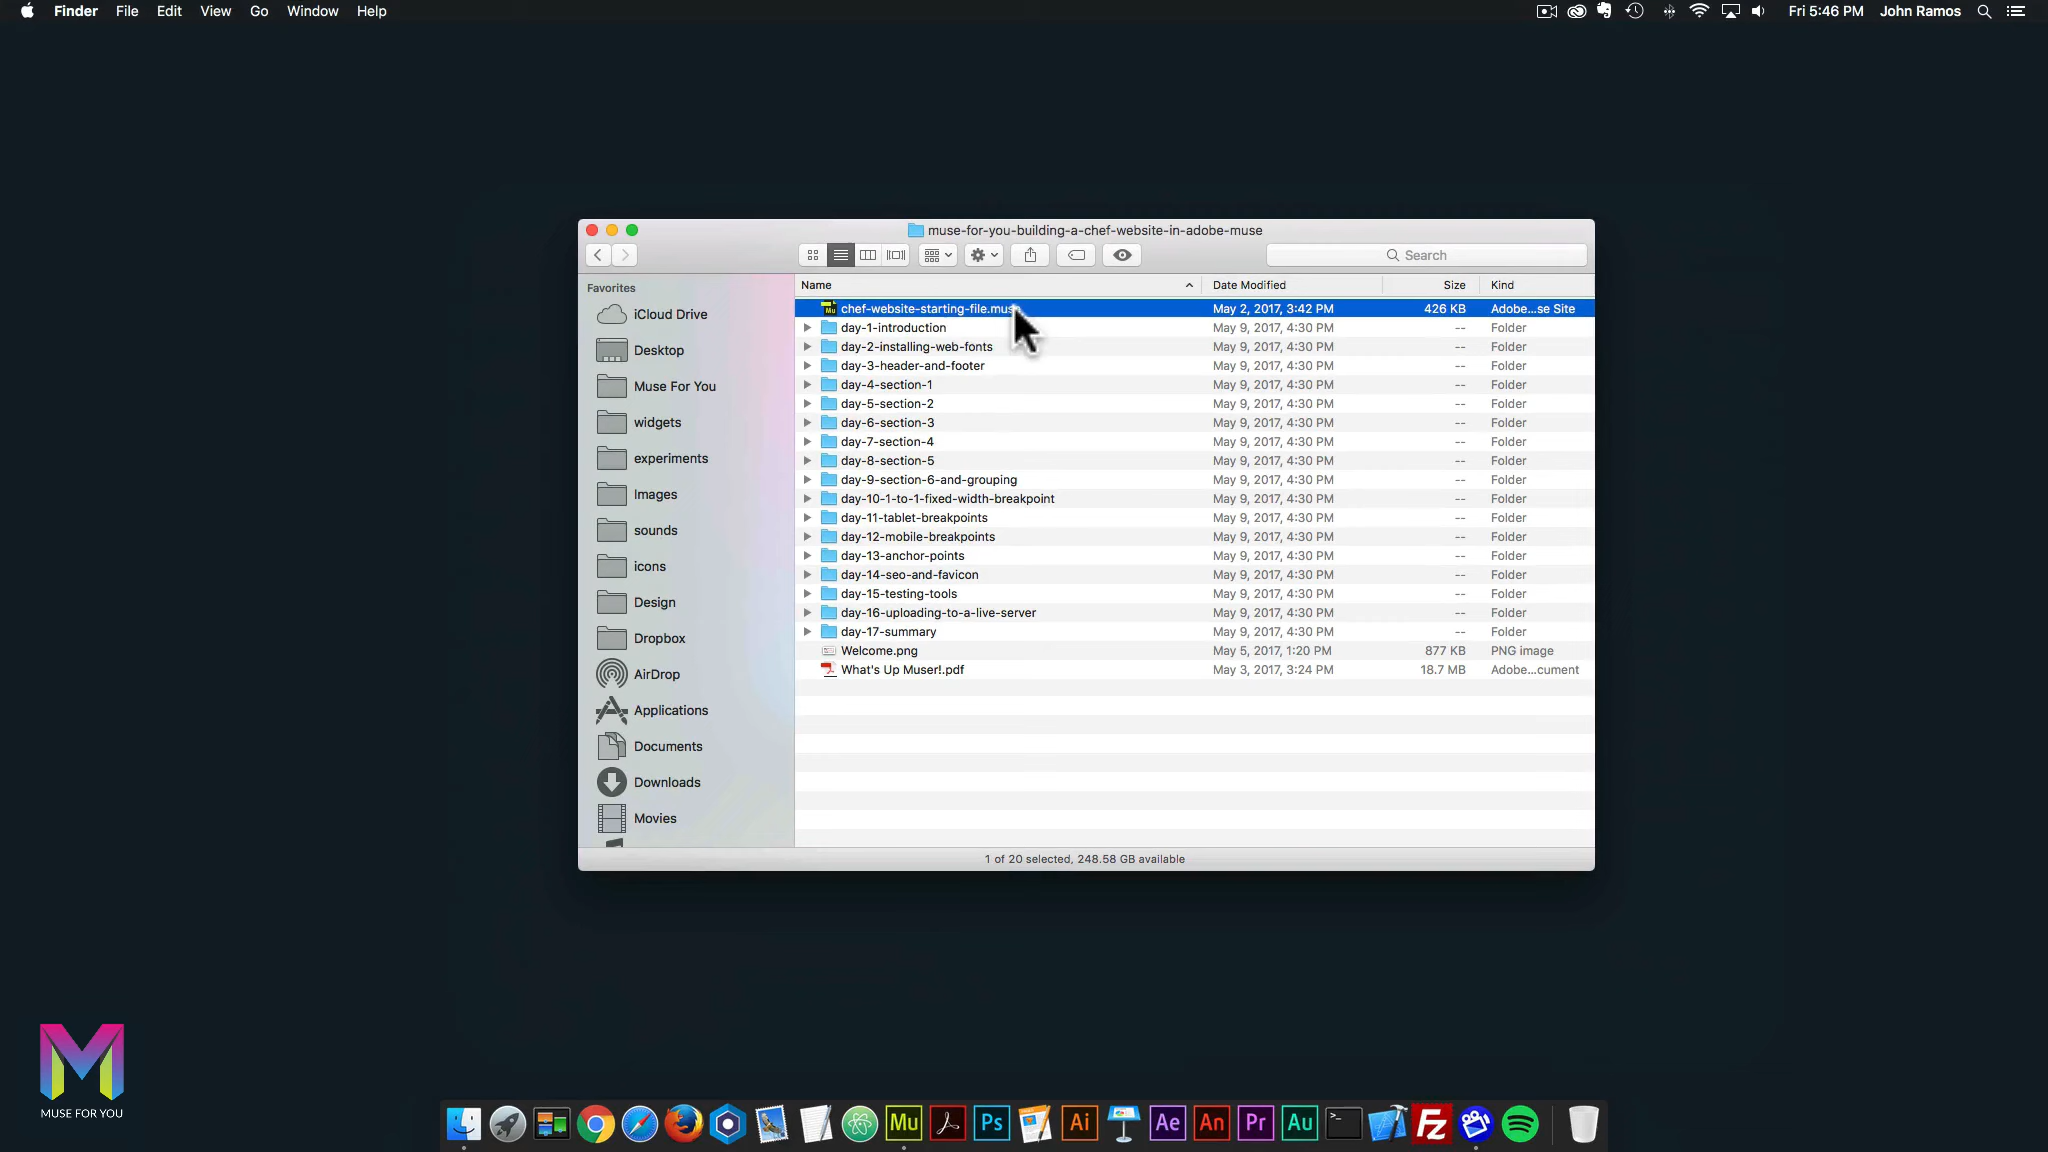 Finder File Edit View Go Window Help Fri 5:46 PM John Ramos
muse-for-you-building-a-chef-website-in-adobe-muse
Search
Favorites
iCloud Drive
Desktop
Muse For You
widgets
experiments
Images
sounds
icons
Design
Dropbox
AirDrop
Applications
Documents
Downloads
Movies
Name Date Modified Size Kind
chef-website-starting-file.muse May 2, 2017, 3:42 PM 426 KB Adobe...se Site
day-1-introduction May 9, 2017, 4:30 PM -- Folder
day-2-installing-web-fonts May 9, 2017, 4:30 PM -- Folder
day-3-header-and-footer May 9, 2017, 4:30 PM -- Folder
day-4-section-1 May 9, 2017, 4:30 PM -- Folder
day-5-section-2 May 9, 2017, 4:30 PM -- Folder
day-6-section-3 May 9, 2017, 4:30 PM -- Folder
day-7-section-4 May 9, 2017, 4:30 PM -- Folder
day-8-section-5 May 9, 2017, 4:30 PM -- Folder
day-9-section-6-and-grouping May 9, 2017, 4:30 PM -- Folder
day-10-1-to-1-fixed-width-breakpoint May 9, 2017, 4:30 PM -- Folder
day-11-tablet-breakpoints May 9, 2017, 4:30 PM -- Folder
day-12-mobile-breakpoints May 9, 2017, 4:30 PM -- Folder
day-13-anchor-points May 9, 2017, 4:30 PM -- Folder
day-14-seo-and-favicon May 9, 2017, 4:30 PM -- Folder
day-15-testing-tools May 9, 2017, 4:30 PM -- Folder
day-16-uploading-to-a-live-server May 9, 2017, 4:30 PM -- Folder
day-17-summary May 9, 2017, 4:30 PM -- Folder
Welcome.png May 5, 2017, 1:20 PM 877 KB PNG image
What's Up Muser!.pdf May 3, 2017, 3:24 PM 18.7 MB Adobe...cument
1 of 20 selected, 248.58 GB available
MUSE FOR YOU
Mu Ps Ai Ae An Pr Au Fz